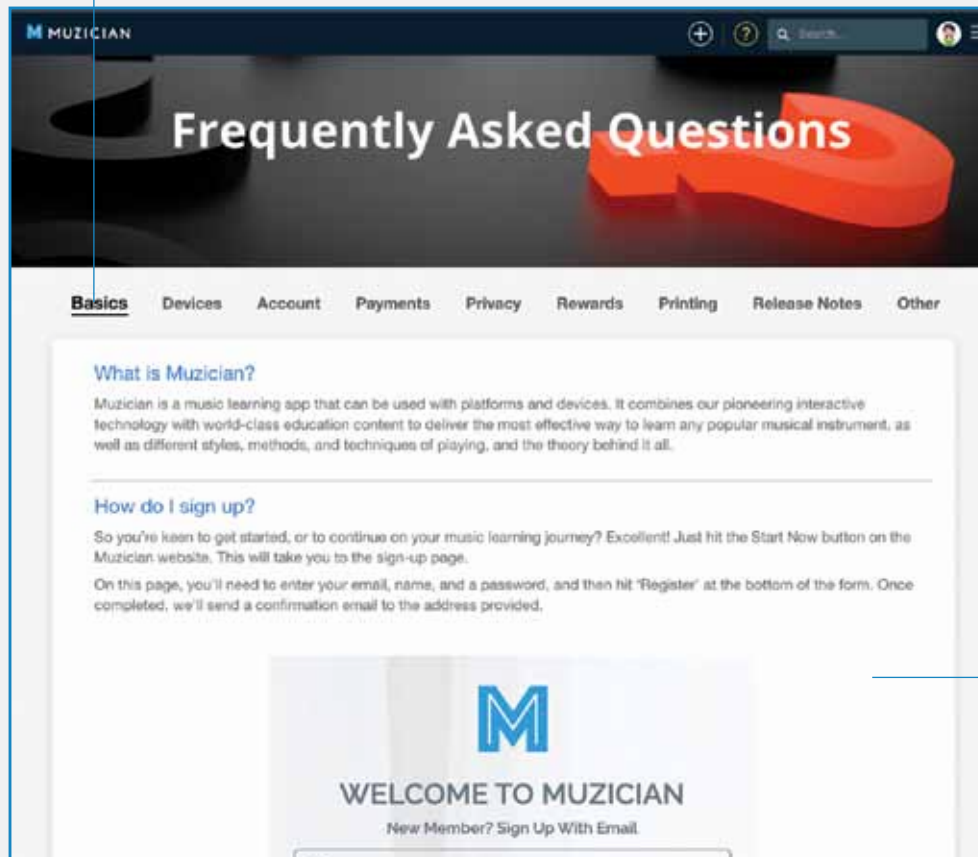 M MUZICIAN
?
Search...
Frequently Asked Questions
Basics Devices Account Payments Privacy Rewards Printing Release Notes Other
What is Muzician?
Muzician is a music learning app that can be used with platforms and devices. It combines our pioneering interactive
technology with world-class education content to deliver the most effective way to learn any popular musical instrument, as
well as different styles, methods, and techniques of playing, and the theory behind it all.
How do I sign up?
So you're keen to get started, or to continue on your music learning journey? Excellent! Just hit the Start Now button on the
Muzician website. This will take you to the sign-up page.
On this page, you'll need to enter your email, name, and a password, and then hit 'Register' at the bottom of the form. Once
completed, we'll send a confirmation email to the address provided.
M
WELCOME TO MUZICIAN
New Member? Sign Up With Email